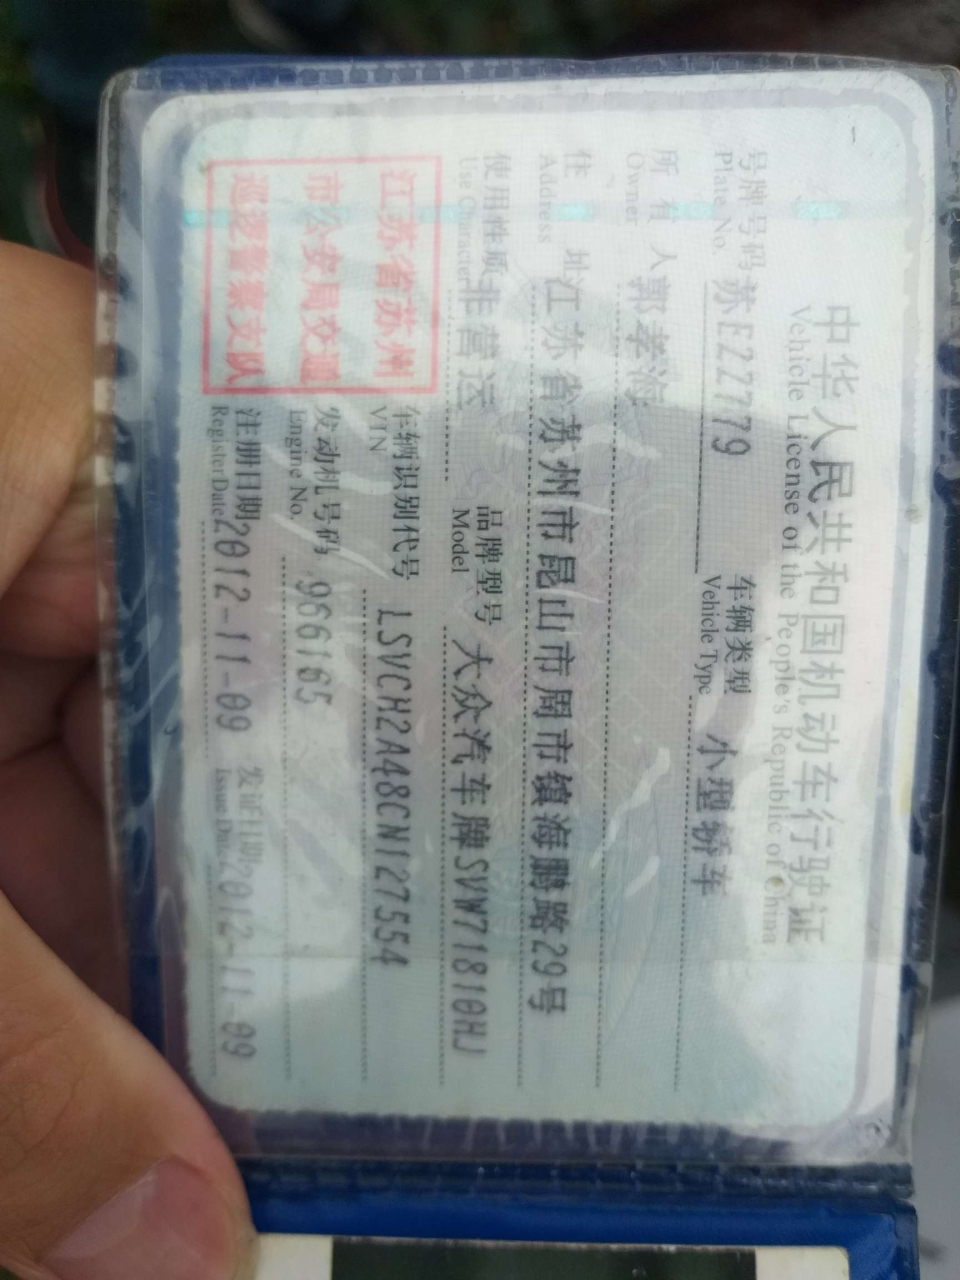 中华人民共和国机动车行驶证
Vehicle License of the People's Republic of China
号牌号码 苏E27779 车辆类型 小型轿车
Plate No. Vehicle Type
所有人 郭孝海
Owner
住址 江苏省苏州市昆山市周市镇海鹏路29号
Address
使用性质 非营运 品牌型号 大众汽车牌SVW71810HJ
Use Character Model
江苏省苏州
市公安局交通
巡逻警察支队
车辆识别代号 LSVCH2A48CN127554
VIN
发动机号码 966165
Engine No.
注册日期 2012-11-09 发证日期 2012-11-09
Register Date Issue Date